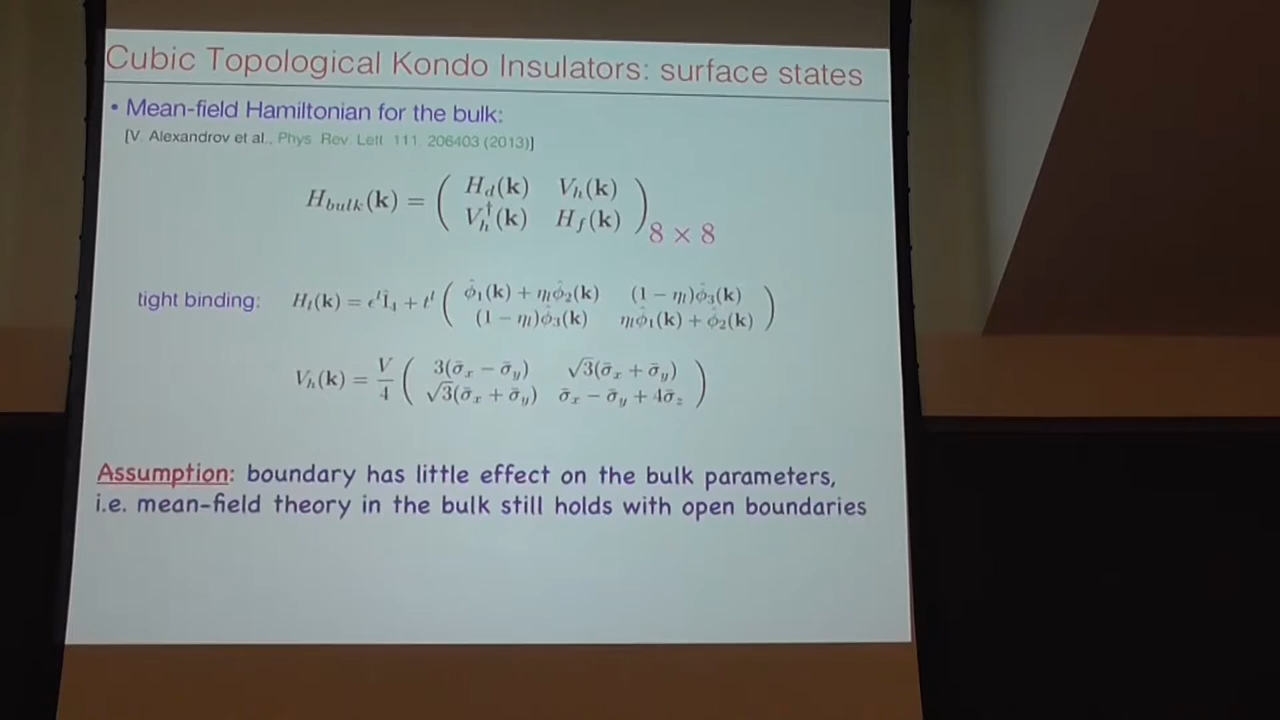 Cubic Topological Kondo Insulators: surface states
• Mean-field Hamiltonian for the bulk:
[V. Alexandrov et al., Phys. Rev. Lett. 111, 206403 (2013)]
H_{bulk}(k) = ( H_d(k) V_h(k)
V_h^†(k) H_f(k) )_{8 × 8}
tight binding: H_l(k) = ϵ^l 1̂_4 + t^l ( ϕ̂_1(k) + η_l ϕ̂_2(k) (1 − η_l)ϕ̂_3(k)
(1 − η_l)ϕ̂_3(k) η_l ϕ̂_1(k) + ϕ̂_2(k) )
V_h(k) = V/4 ( 3(σ̄_x − σ̄_y) √3(σ̄_x + σ̄_y)
√3(σ̄_x + σ̄_y) σ̄_x − σ̄_y + 4σ̄_z )
Assumption: boundary has little effect on the bulk parameters,
i.e. mean-field theory in the bulk still holds with open boundaries